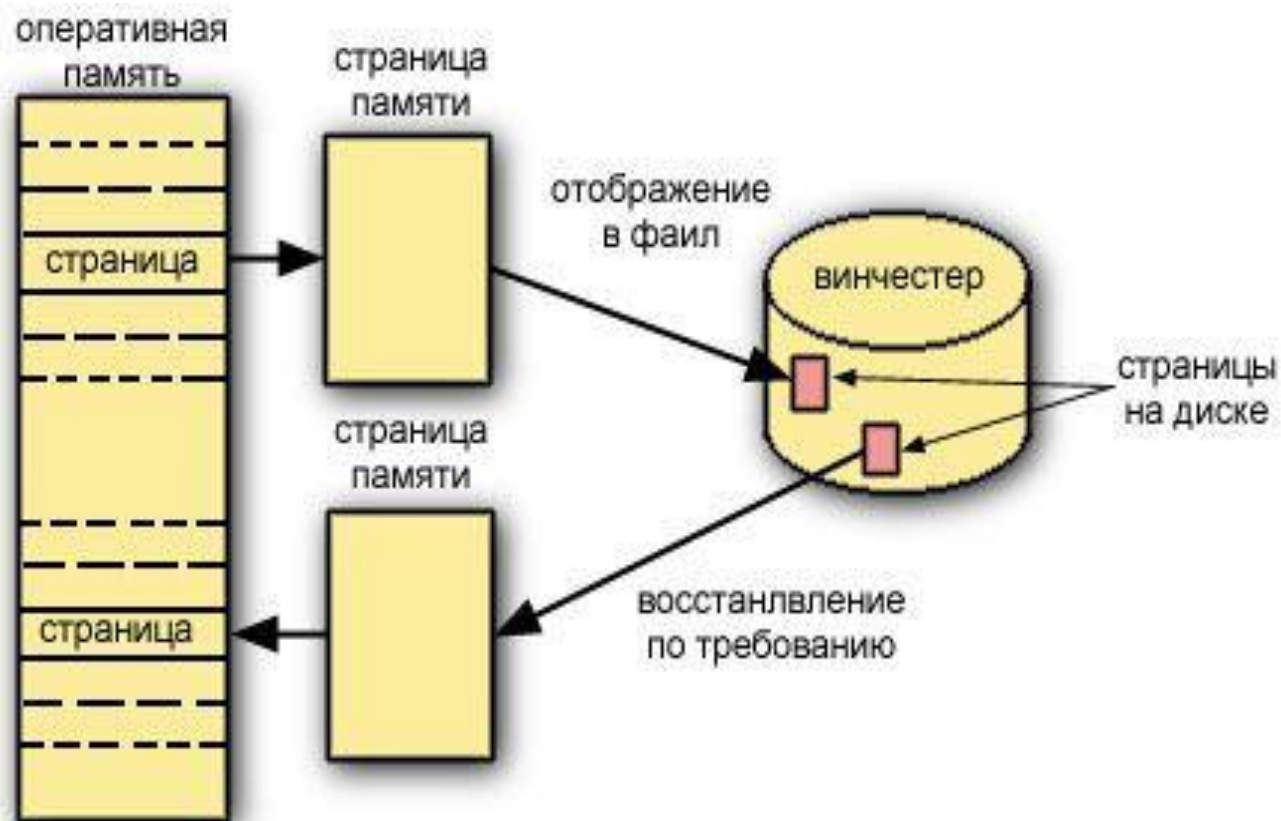 оперативная
память
страница
памяти
отображение
в фаил
винчестер
страница
страницы
на диске
страница
памяти
восстанлвление
по требованию
страница